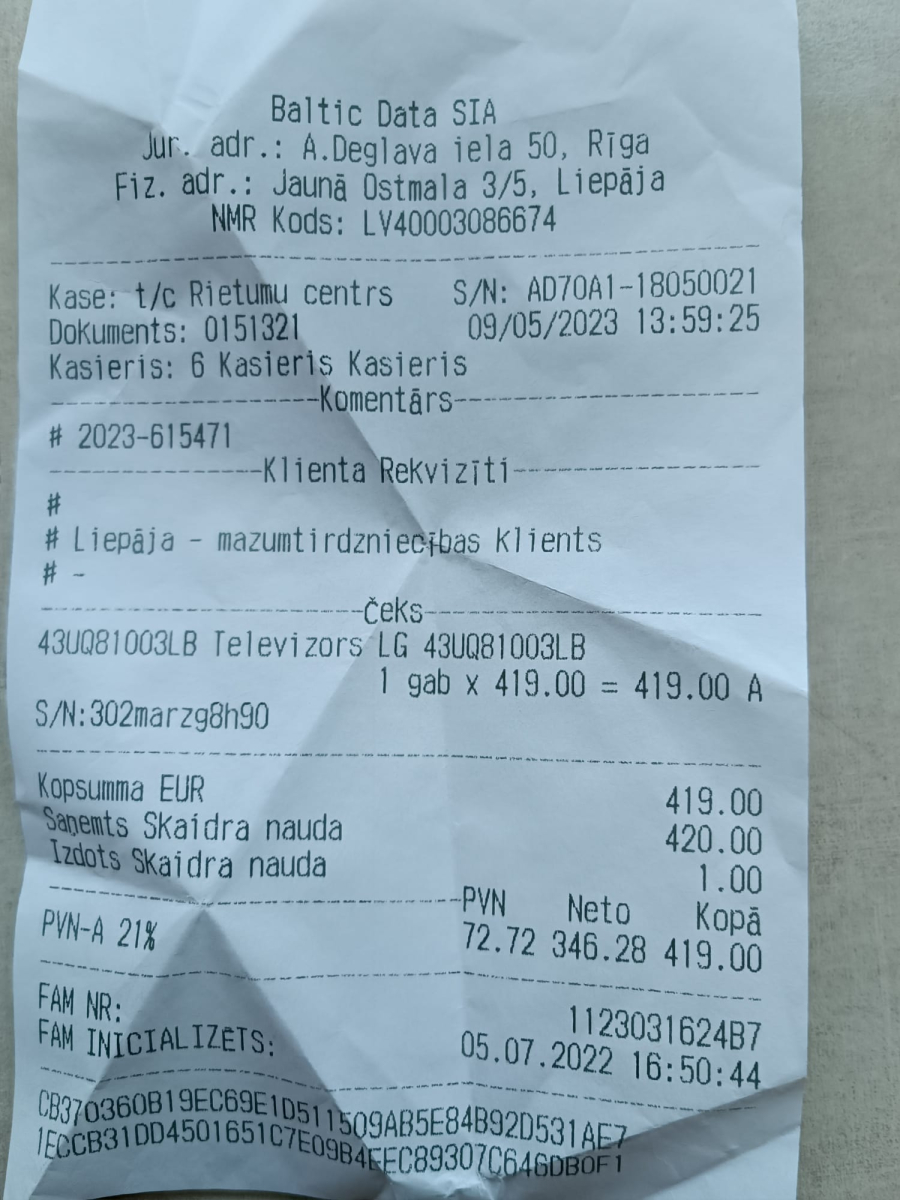 Baltic Data SIA
Jur. adr.: A.Deglava iela 50, Rīga
Fiz. adr.: Jaunā Ostmala 3/5, Liepāja
NMR Kods: LV40003086674
Kase: t/c Rietumu centrs S/N: AD70A1-18050021
Dokuments: 0151321 09/05/2023 13:59:25
Kasieris: 6 Kasieris Kasieris
Komentārs
# 2023-615471
Klienta Rekvizīti
#
# Liepāja - mazumtirdzniecības klients
# -
Čeks
43UQ81003LB Televizors LG 43UQ81003LB
1 gab x 419.00 = 419.00 A
S/N:302marzg8h90
Kopsumma EUR 419.00
Saņemts Skaidra nauda 420.00
Izdots Skaidra nauda 1.00
PVN Neto Kopā
PVN-A 21% 72.72 346.28 419.00
FAM NR: 1123031624B7
FAM INICIALIZĒTS: 05.07.2022 16:50:44
CB370360B19EC69E1D511509AB5E84B92D531AE7
1ECCB31DD4501651C7E09B4EEC89307C646DB0F1